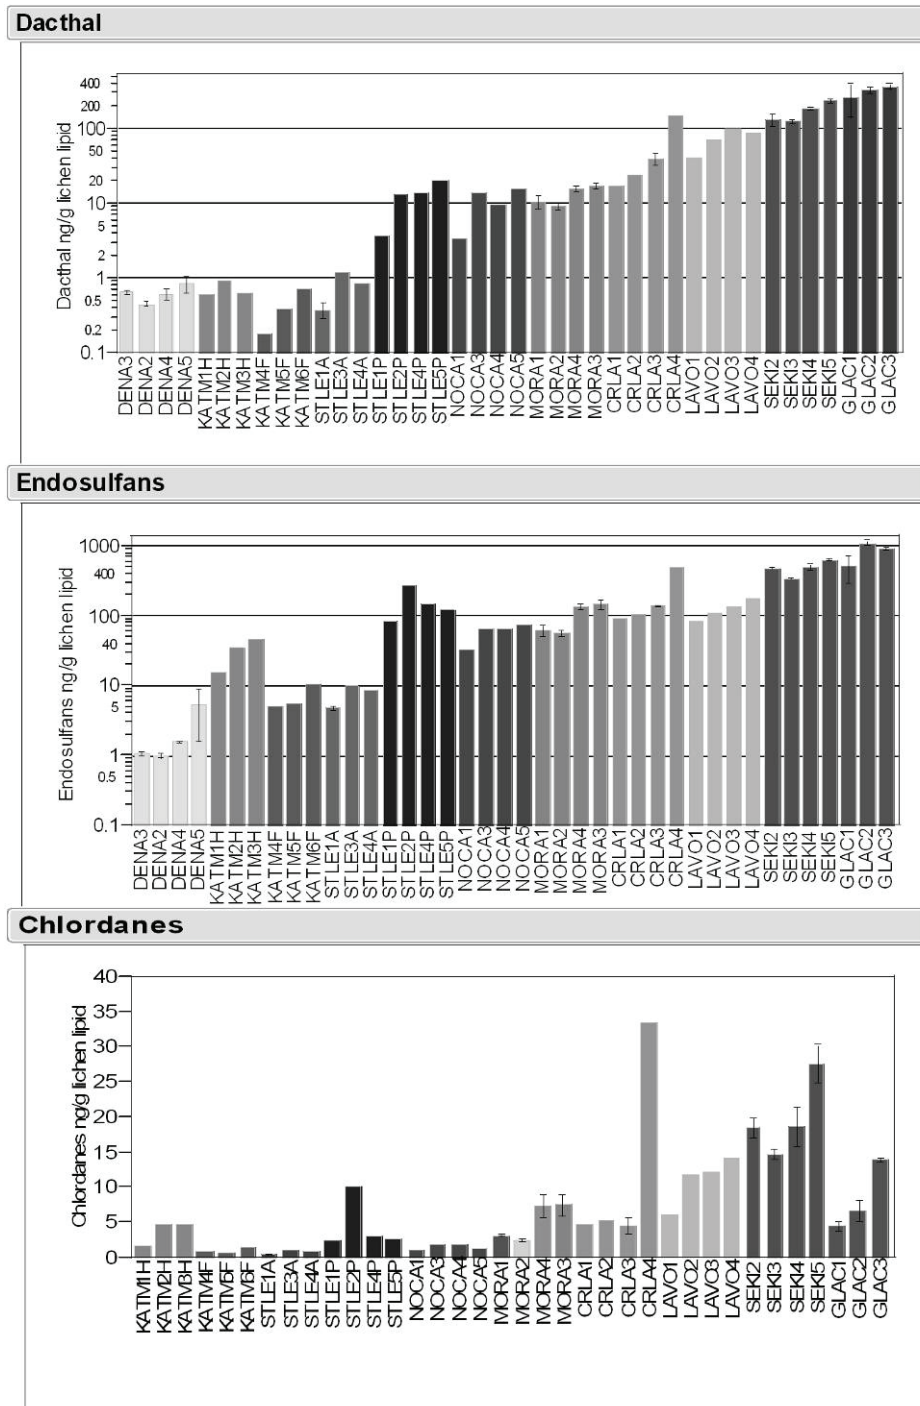 Dacthal
Dacthal ng/g lichen lipid
400
200
100
50
20
10
5
2
1
0.5
0.2
0.1
DENA3
DENA2
DENA4
DENA5
KATM1H
KATM2H
KATM3H
KATM4F
KATM5F
KATM6F
STLE1A
STLE3A
STLE4A
STLE1P
STLE2P
STLE4P
STLE5P
NOCA1
NOCA3
NOCA4
NOCA5
MORA1
MORA2
MORA4
MORA3
CRLA1
CRLA2
CRLA3
CRLA4
LAVO1
LAVO2
LAVO3
LAVO4
SEKI2
SEKI3
SEKI4
SEKI5
GLAC1
GLAC2
GLAC3
Endosulfans
Endosulfans ng/g lichen lipid
1000
400
100
40
10
5
1
0.5
0.1
DENA3
DENA2
DENA4
DENA5
KATM1H
KATM2H
KATM3H
KATM4F
KATM5F
KATM6F
STLE1A
STLE3A
STLE4A
STLE1P
STLE2P
STLE4P
STLE5P
NOCA1
NOCA3
NOCA4
NOCA5
MORA1
MORA2
MORA4
MORA3
CRLA1
CRLA2
CRLA3
CRLA4
LAVO1
LAVO2
LAVO3
LAVO4
SEKI2
SEKI3
SEKI4
SEKI5
GLAC1
GLAC2
GLAC3
Chlordanes
Chlordanes ng/g lichen lipid
40
35
30
25
20
15
10
5
0
KATM1H
KATM2H
KATM3H
KATM4F
KATM5F
KATM6F
STLE1A
STLE3A
STLE4A
STLE1P
STLE2P
STLE4P
STLE5P
NOCA1
NOCA3
NOCA4
NOCA5
MORA1
MORA2
MORA4
MORA3
CRLA1
CRLA2
CRLA3
CRLA4
LAVO1
LAVO2
LAVO3
LAVO4
SEKI2
SEKI3
SEKI4
SEKI5
GLAC1
GLAC2
GLAC3